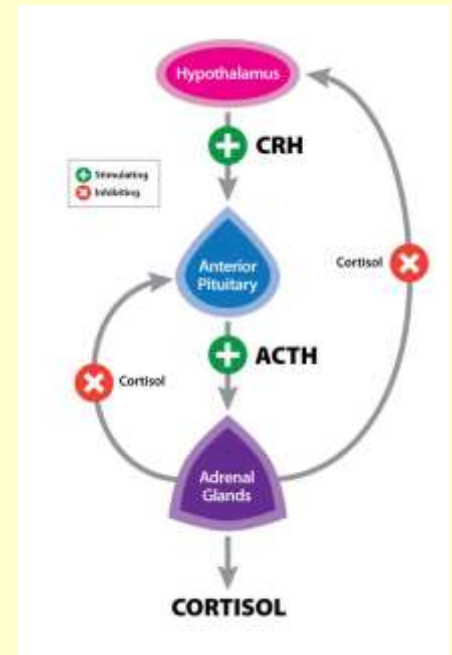 Hypothalamus
CRH
Stimulating
Inhibiting
Anterior
Pituitary
Cortisol
ACTH
Cortisol
Adrenal
Glands
CORTISOL